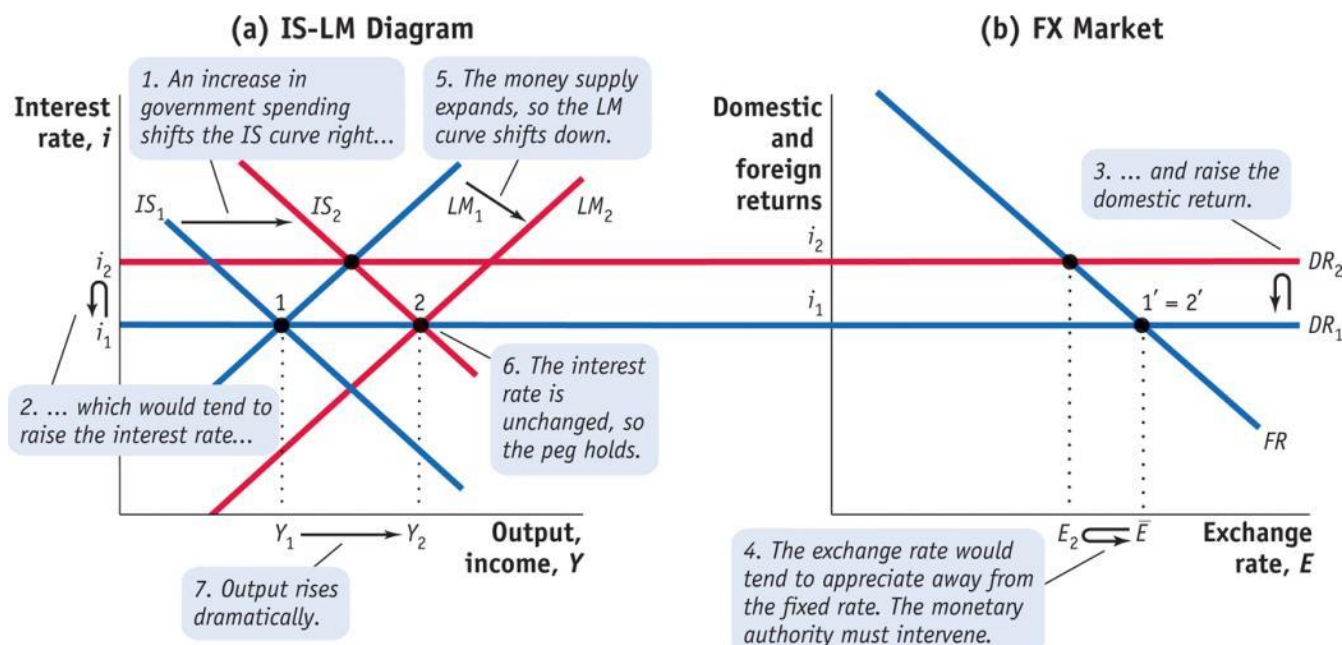 (a) IS-LM Diagram
1. An increase in
government spending
shifts the IS curve right…
5. The money supply
expands, so the LM
curve shifts down.
Interest
rate, i
IS₁
IS₂
LM₁
LM₂
i₂
i₁
1
2
2. … which would tend to
raise the interest rate…
6. The interest
rate is
unchanged, so
the peg holds.
Y₁
Y₂
Output,
income, Y
7. Output rises
dramatically.
(b) FX Market
Domestic
and
foreign
returns
3. … and raise the
domestic return.
i₂
DR₂
i₁
1′ = 2′
DR₁
FR
E₂
E̅
Exchange
rate, E
4. The exchange rate would
tend to appreciate away from
the fixed rate. The monetary
authority must intervene.